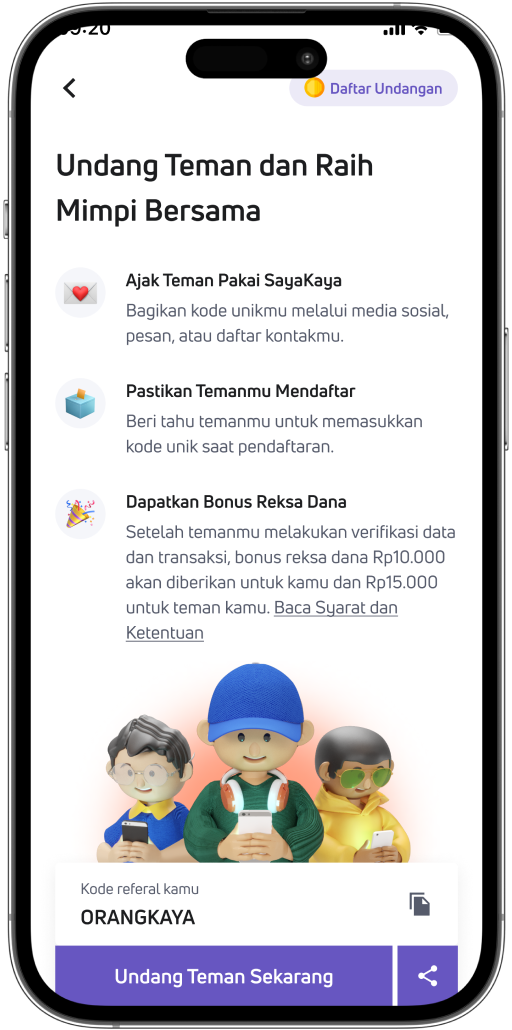 09:20
Daftar Undangan
Undang Teman dan Raih
Mimpi Bersama
Ajak Teman Pakai SayaKaya
Bagikan kode unikmu melalui media sosial,
pesan, atau daftar kontakmu.
Pastikan Temanmu Mendaftar
Beri tahu temanmu untuk memasukkan
kode unik saat pendaftaran.
Dapatkan Bonus Reksa Dana
Setelah temanmu melakukan verifikasi data
dan transaksi, bonus reksa dana Rp10.000
akan diberikan untuk kamu dan Rp15.000
untuk teman kamu. Baca Syarat dan
Ketentuan
Kode referal kamu
ORANGKAYA
Undang Teman Sekarang